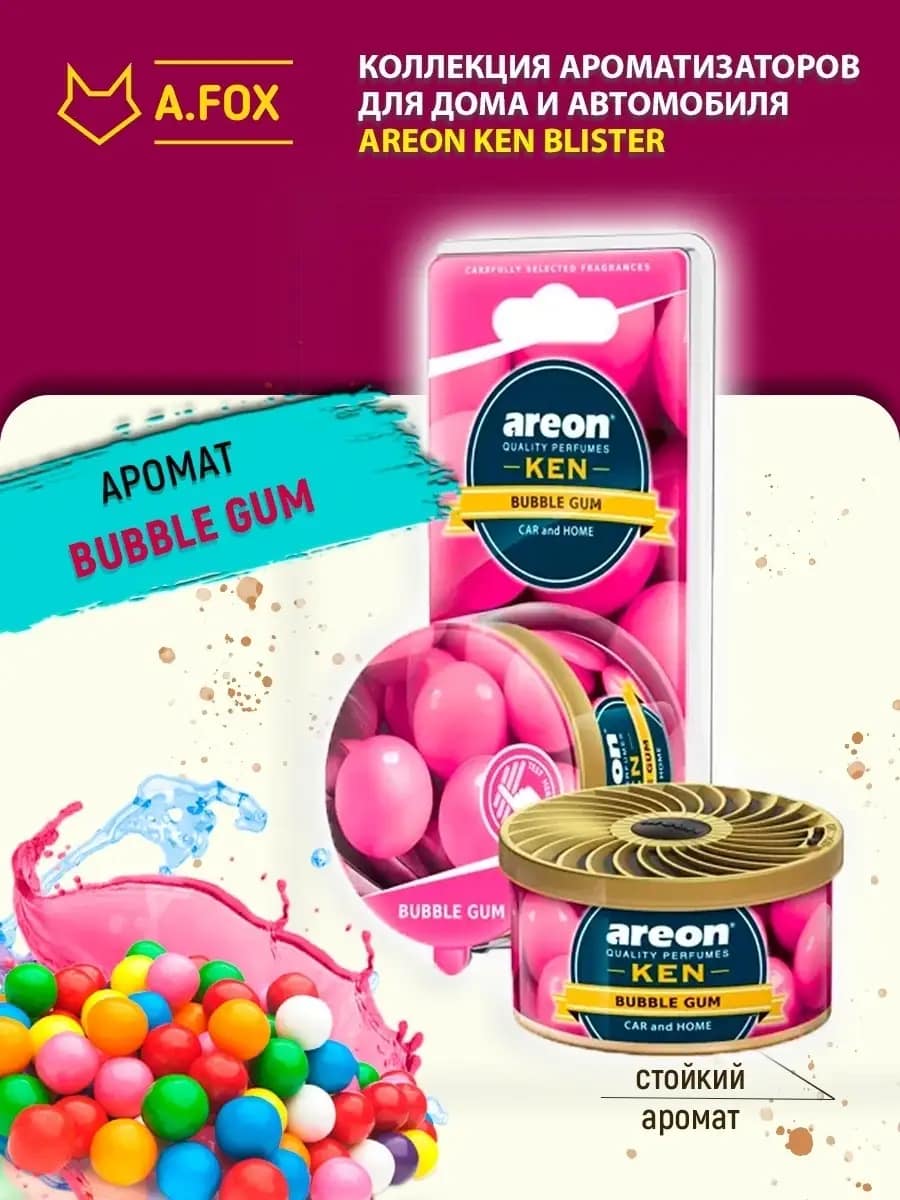 A.FOX
КОЛЛЕКЦИЯ АРОМАТИЗАТОРОВ
ДЛЯ ДОМА И АВТОМОБИЛЯ
AREON KEN BLISTER
CAREFULLY SELECTED FRAGRANCES
areon
QUALITY PERFUMES
KEN
BUBBLE GUM
CAR and HOME
АРОМАТ
BUBBLE GUM
BUBBLE GUM
areon
QUALITY PERFUMES
KEN
BUBBLE GUM
CAR and HOME
СТОЙКИЙ
аромат